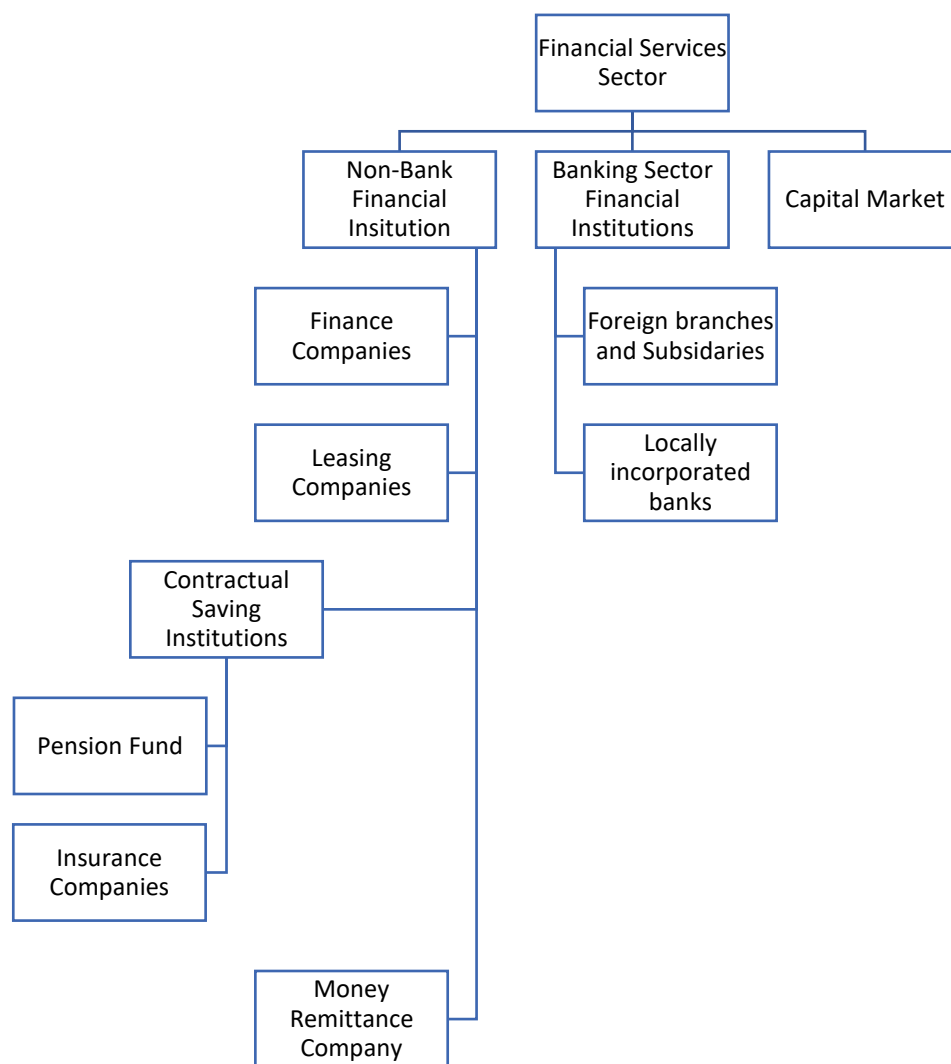 Financial Services
Sector
Non-Bank
Financial
Insitution
Banking Sector
Financial
Institutions
Capital Market
Finance
Companies
Foreign branches
and Subsidaries
Leasing
Companies
Locally
incorporated
banks
Contractual
Saving
Institutions
Pension Fund
Insurance
Companies
Money
Remittance
Company